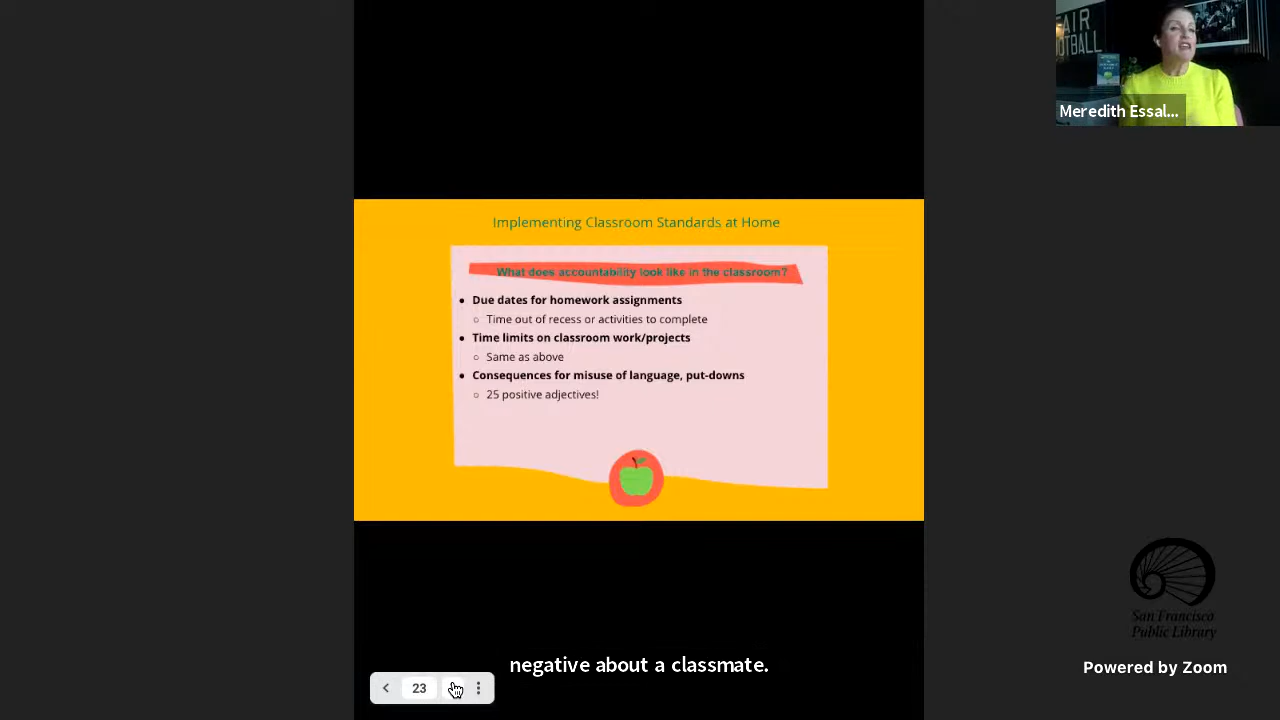 FAIR
FOOTBALL
Meredith Essal...
Implementing Classroom Standards at Home
What does accountability look like in the classroom?
Due dates for homework assignments
Time out of recess or activities to complete
Time limits on classroom work/projects
Same as above
Consequences for misuse of language, put-downs
25 positive adjectives!
San Francisco
Public Library
negative about a classmate.
Powered by Zoom
23